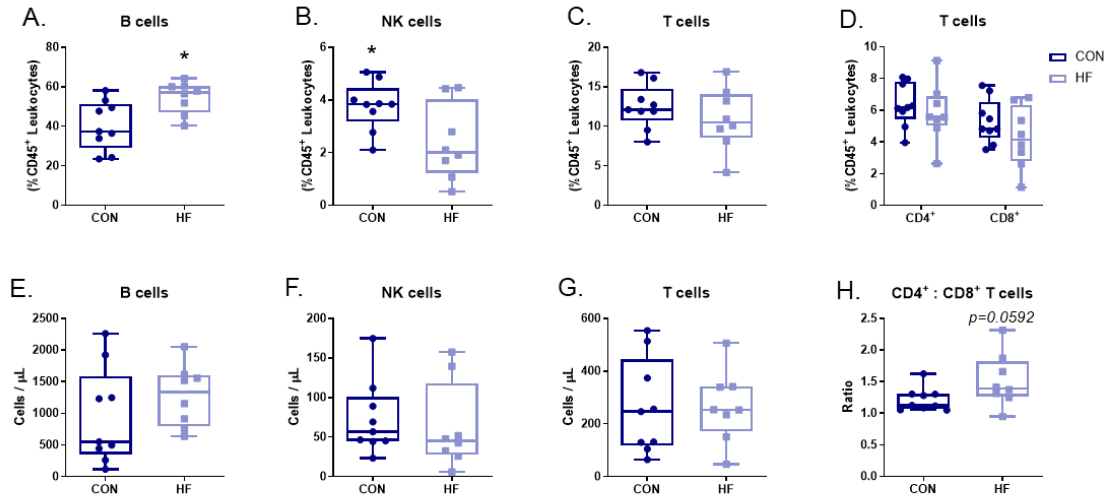 A.
B cells
*
(% CD45⁺ Leukocytes)
80
60
40
20
0
CON
HF
B.
NK cells
*
(% CD45⁺ Leukocytes)
6
4
2
0
CON
HF
C.
T cells
(% CD45⁺ Leukocytes)
20
15
10
5
0
CON
HF
D.
T cells
(% CD45⁺ Leukocytes)
10
8
6
4
2
0
CD4⁺
CD8⁺
CON
HF
E.
B cells
Cells / μL
2500
2000
1500
1000
500
0
CON
HF
F.
NK cells
Cells / μL
200
150
100
50
0
CON
HF
G.
T cells
Cells / μL
600
400
200
0
CON
HF
H.
CD4⁺ : CD8⁺ T cells
p=0.0592
Ratio
2.5
2.0
1.5
1.0
0.5
0.0
CON
HF